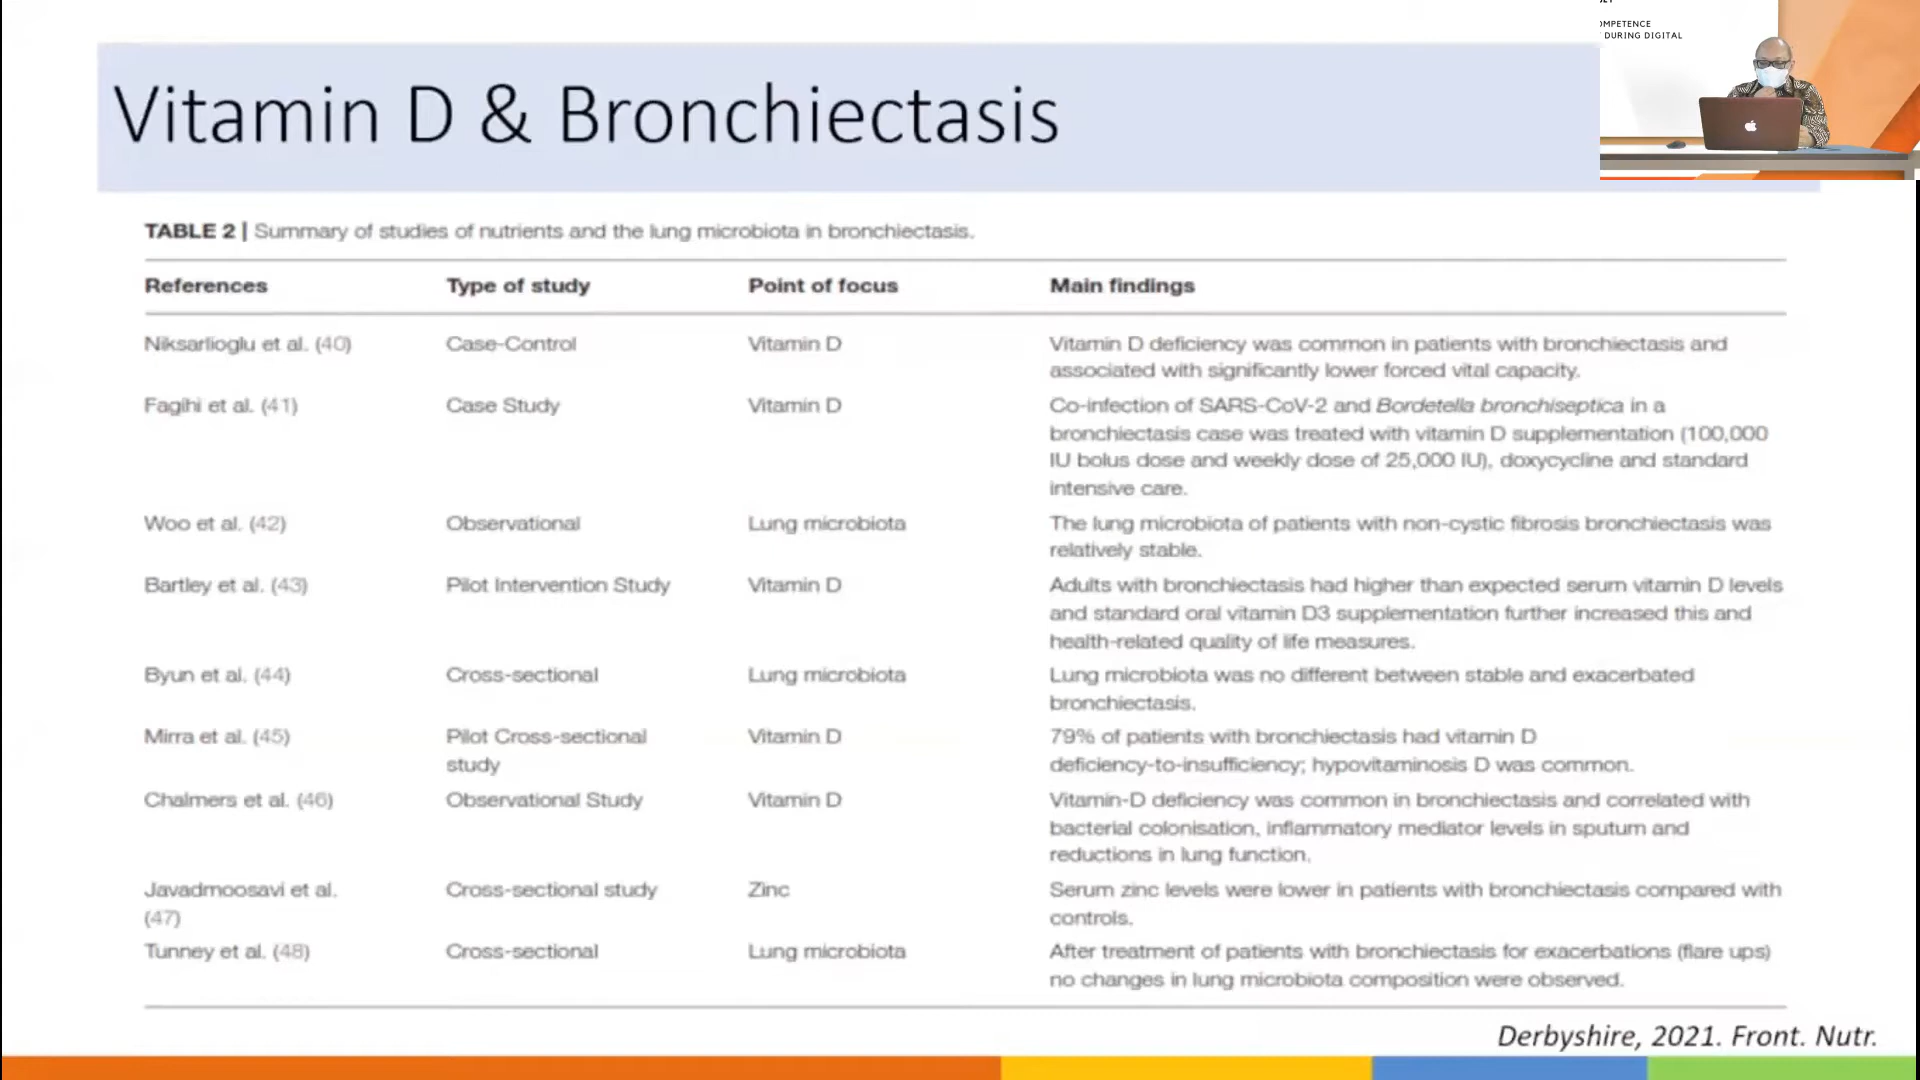 OMPETENCE
DURING DIGITAL
Vitamin D & Bronchiectasis
TABLE 2 | Summary of studies of nutrients and the lung microbiota in bronchiectasis.
References Type of study Point of focus Main findings
Niksarlioglu et al. (40) Case-Control Vitamin D Vitamin D deficiency was common in patients with bronchiectasis and
associated with significantly lower forced vital capacity.
Fagihi et al. (41) Case Study Vitamin D Co-infection of SARS-CoV-2 and Bordetella bronchiseptica in a
bronchiectasis case was treated with vitamin D supplementation (100,000
IU bolus dose and weekly dose of 25,000 IU), doxycycline and standard
intensive care.
Woo et al. (42) Observational Lung microbiota The lung microbiota of patients with non-cystic fibrosis bronchiectasis was
relatively stable.
Bartley et al. (43) Pilot Intervention Study Vitamin D Adults with bronchiectasis had higher than expected serum vitamin D levels
and standard oral vitamin D3 supplementation further increased this and
health-related quality of life measures.
Byun et al. (44) Cross-sectional Lung microbiota Lung microbiota was no different between stable and exacerbated
bronchiectasis.
Mirra et al. (45) Pilot Cross-sectional Vitamin D 79% of patients with bronchiectasis had vitamin D
study deficiency-to-insufficiency; hypovitaminosis D was common.
Chalmers et al. (46) Observational Study Vitamin D Vitamin-D deficiency was common in bronchiectasis and correlated with
bacterial colonisation, inflammatory mediator levels in sputum and
reductions in lung function.
Javadmoosavi et al. Cross-sectional study Zinc Serum zinc levels were lower in patients with bronchiectasis compared with
(47) controls.
Tunney et al. (48) Cross-sectional Lung microbiota After treatment of patients with bronchiectasis for exacerbations (flare ups)
no changes in lung microbiota composition were observed.
Derbyshire, 2021. Front. Nutr.